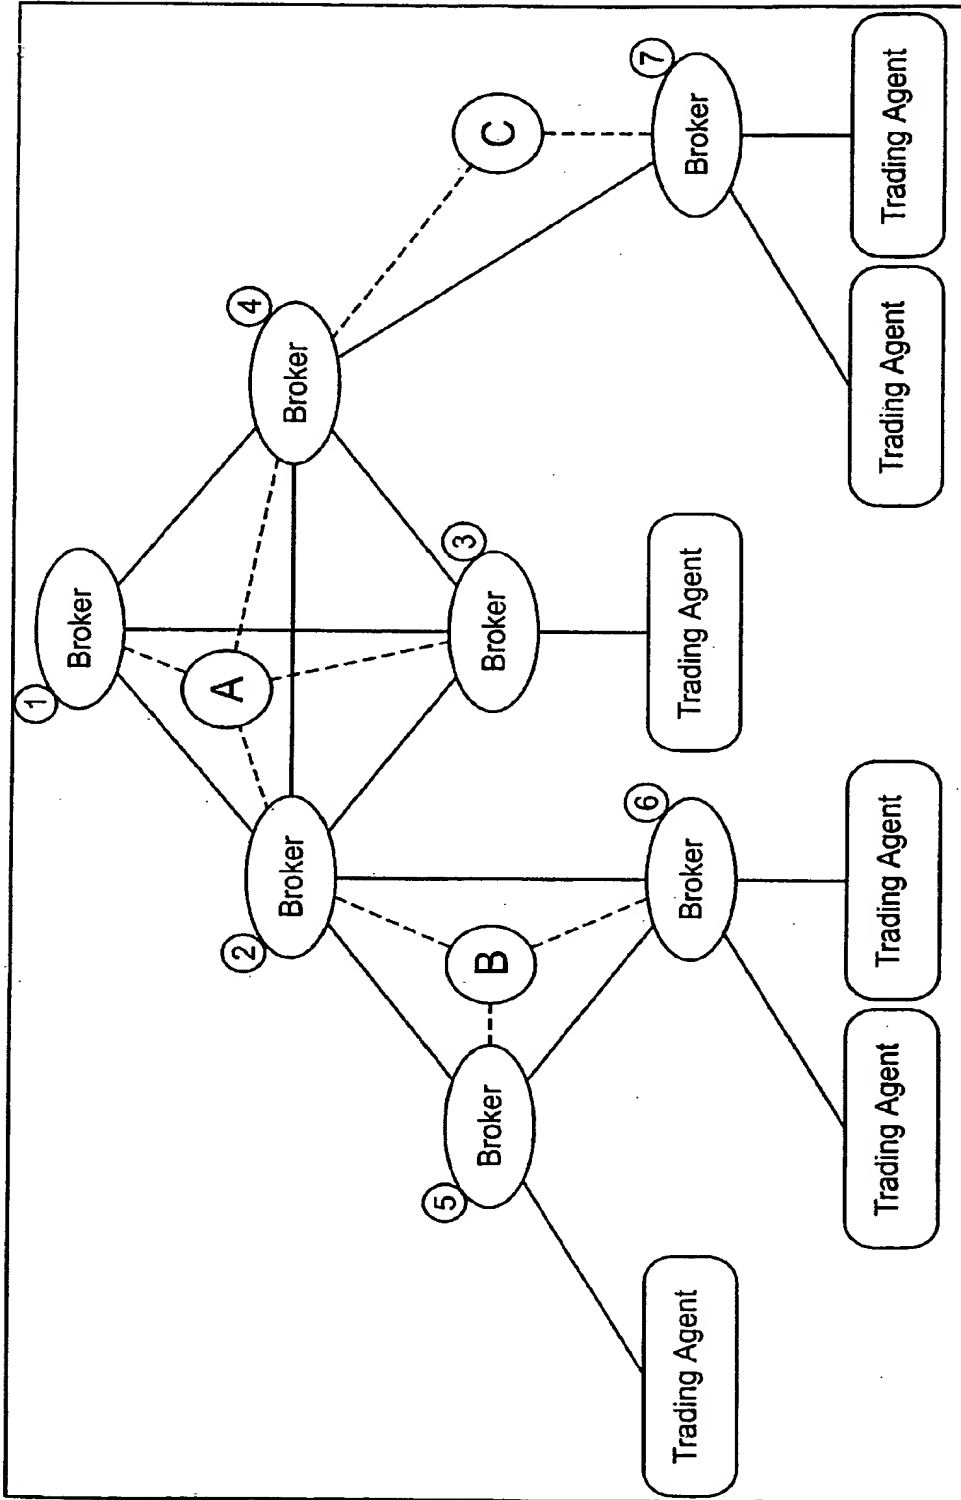 1
Broker
A
2
Broker
4
Broker
3
Broker
C
B
5
Broker
6
Broker
7
Broker
Trading Agent
Trading Agent
Trading Agent
Trading Agent
Trading Agent
Trading Agent